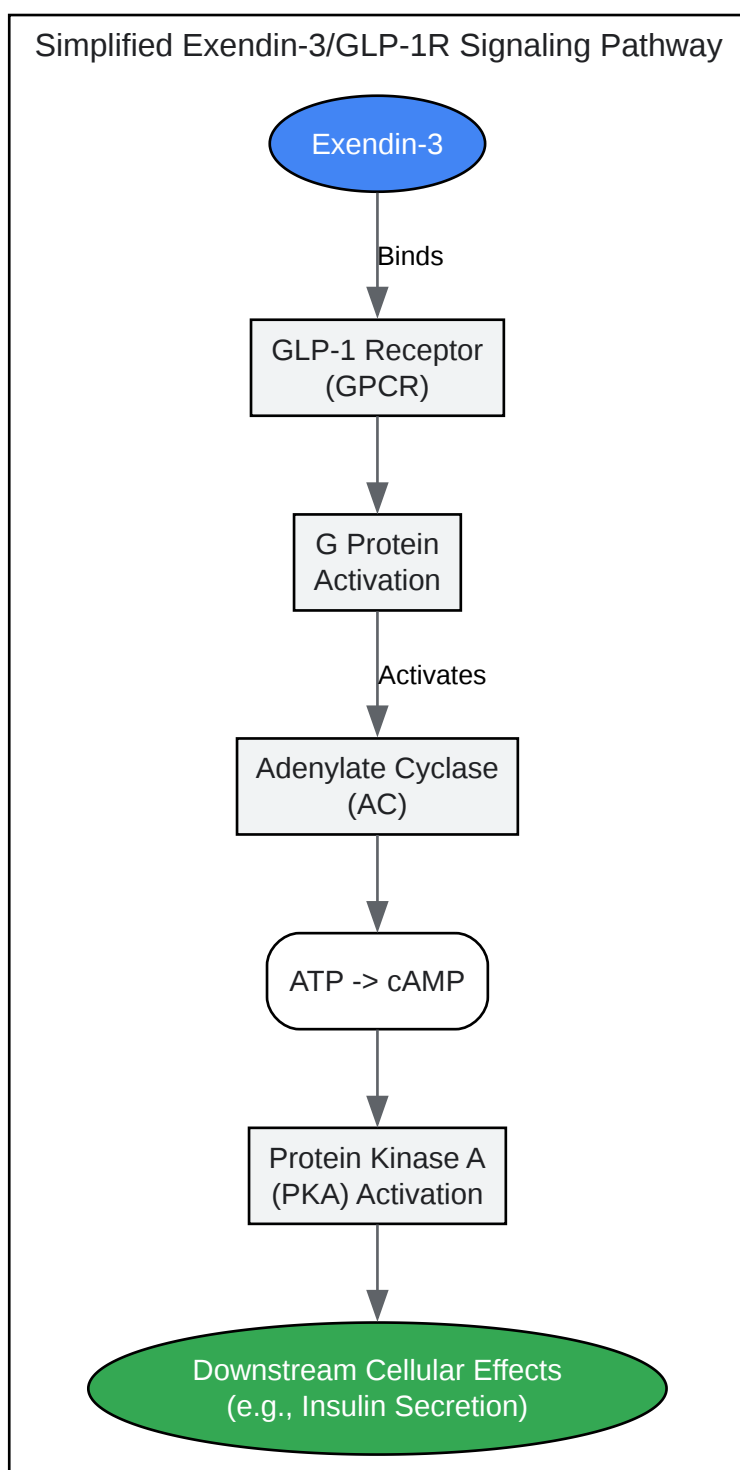 Simplified Exendin-3/GLP-1R Signaling Pathway
Exendin-3
Binds
GLP-1 Receptor
(GPCR)
G Protein
Activation
Activates
Adenylate Cyclase
(AC)
ATP -> cAMP
Protein Kinase A
(PKA) Activation
Downstream Cellular Effects
(e.g., Insulin Secretion)